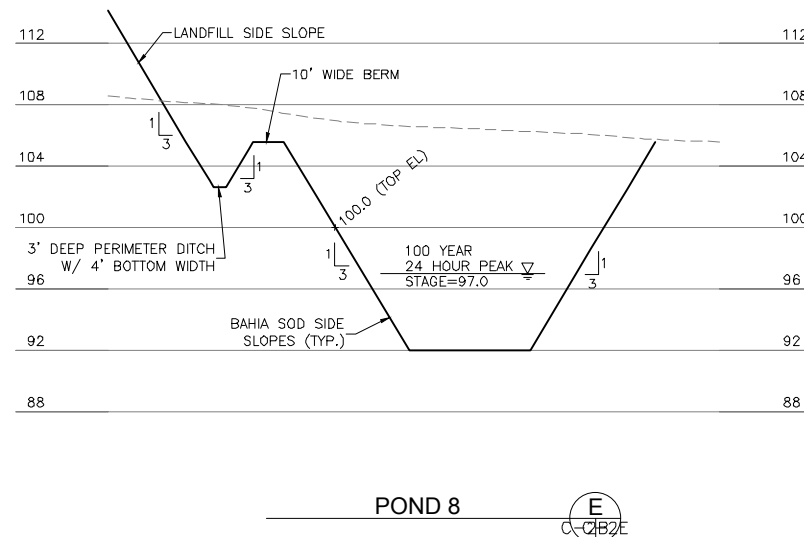 112
LANDFILL SIDE SLOPE
112
10' WIDE BERM
108
108
1
3
104
104
1
3
100.0 (TOP EL)
100
100
3' DEEP PERIMETER DITCH
W/ 4' BOTTOM WIDTH
1
3
100 YEAR
24 HOUR PEAK
STAGE=97.0
1
3
96
96
BAHIA SOD SIDE
SLOPES (TYP.)
92
92
88
88
POND 8
E